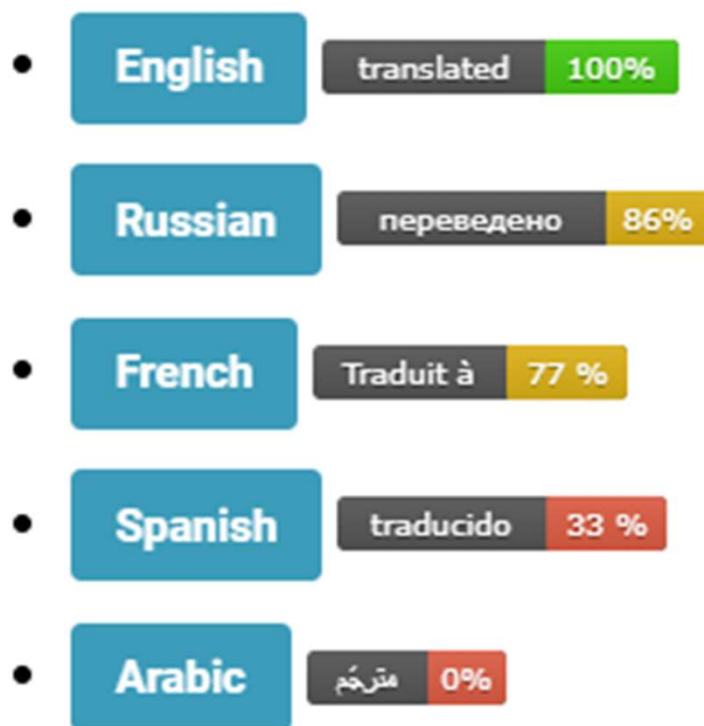 English translated 100%
Russian переведено 86%
French Traduit à 77 %
Spanish traducido 33 %
Arabic مترجَم 0%